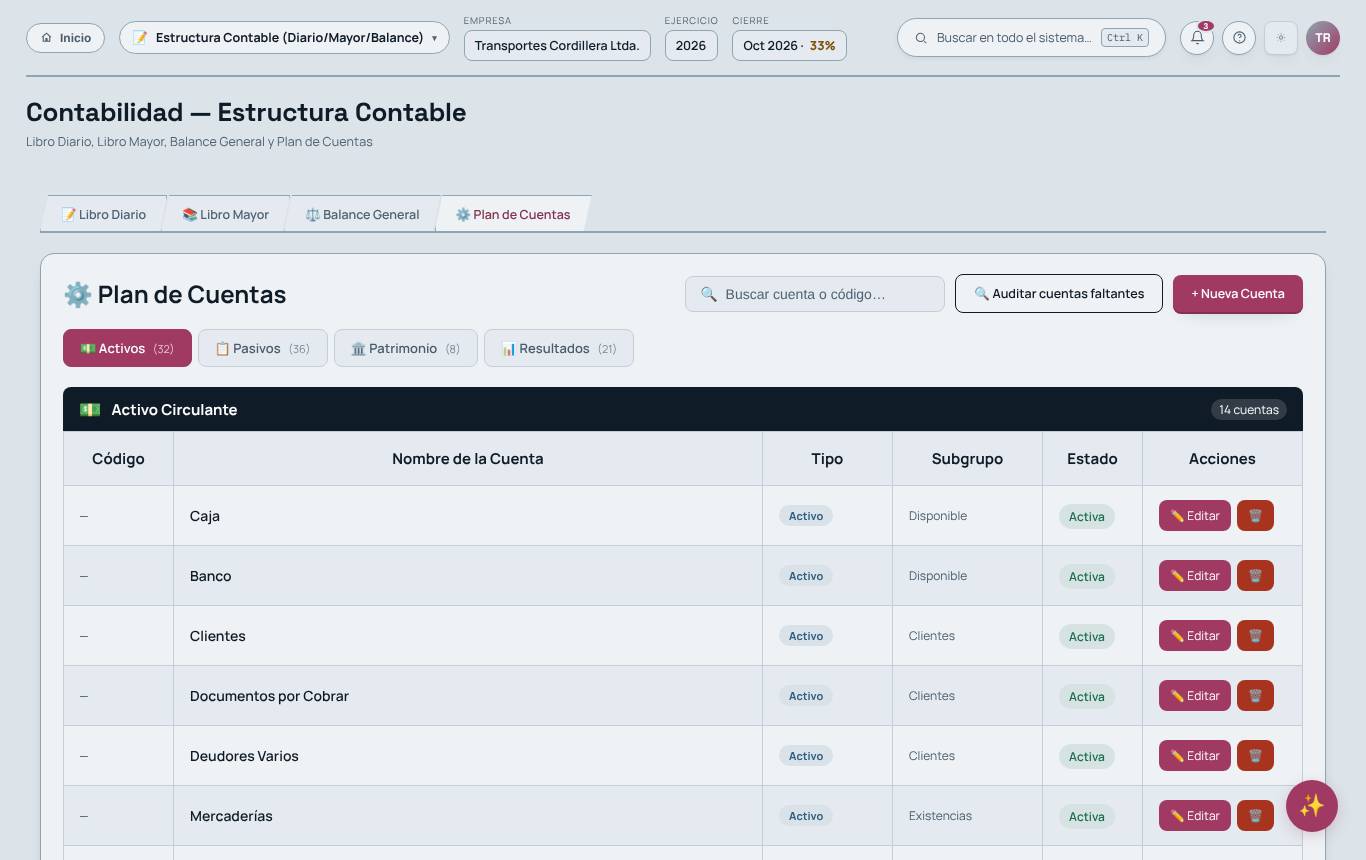 Inicio
📝 Estructura Contable (Diario/Mayor/Balance) ▾
EMPRESA
Transportes Cordillera Ltda.
EJERCICIO
2026
CIERRE
Oct 2026 · 33%
Buscar en todo el sistema... Ctrl K
3
TR
Contabilidad — Estructura Contable
Libro Diario, Libro Mayor, Balance General y Plan de Cuentas
📝 Libro Diario
📚 Libro Mayor
⚖️ Balance General
⚙️ Plan de Cuentas
⚙️ Plan de Cuentas
🔍 Buscar cuenta o código…
🔍 Auditar cuentas faltantes
+ Nueva Cuenta
💵 Activos (32)
📋 Pasivos (36)
🏛️ Patrimonio (8)
📊 Resultados (21)
💵 Activo Circulante
14 cuentas
Código Nombre de la Cuenta Tipo Subgrupo Estado Acciones
— Caja Activo Disponible Activa ✏️ Editar 🗑️
— Banco Activo Disponible Activa ✏️ Editar 🗑️
— Clientes Activo Clientes Activa ✏️ Editar 🗑️
— Documentos por Cobrar Activo Clientes Activa ✏️ Editar 🗑️
— Deudores Varios Activo Clientes Activa ✏️ Editar 🗑️
— Mercaderías Activo Existencias Activa ✏️ Editar 🗑️